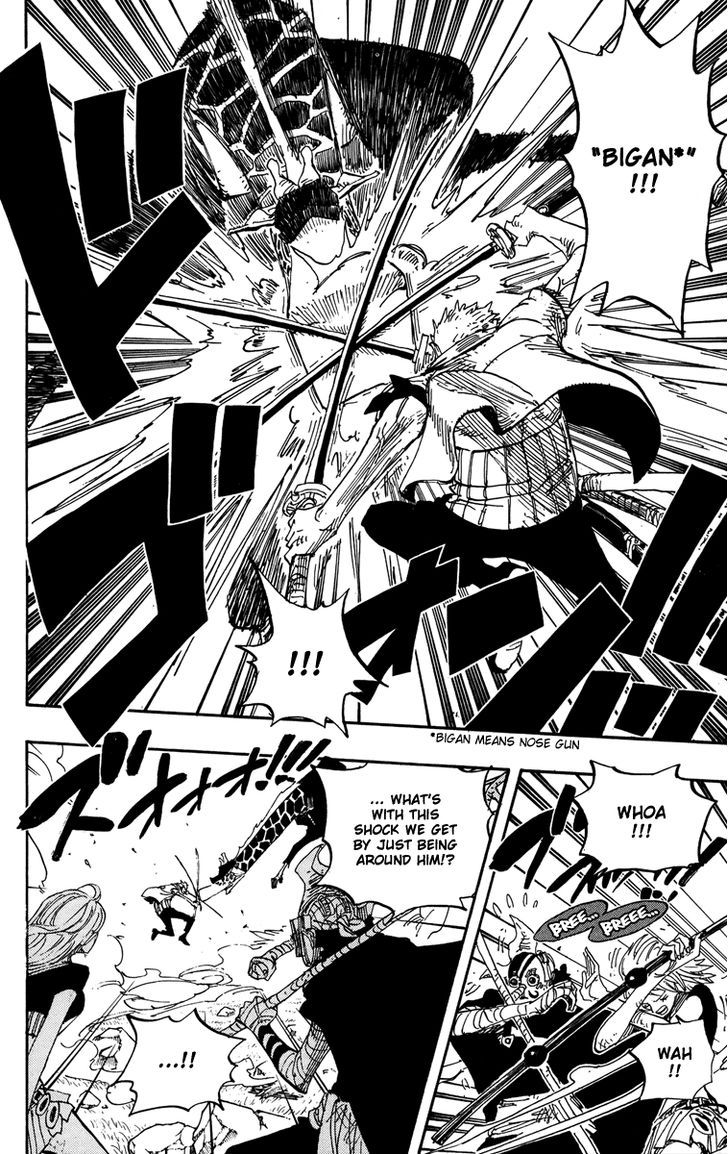 "BIGAN*"
!!!
ドゴオン!!!
!!!
*BIGAN MEANS NOSE GUN
WHOA
!!!
BREE...
BREEE...
WAH
!!
... WHAT'S
WITH THIS
SHOCK WE GET
BY JUST BEING
AROUND HIM!?
ズオオオオ!!!
...!!